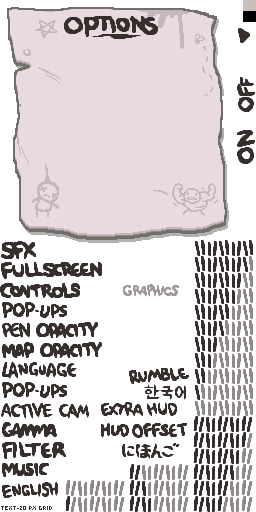 OPTIONS
OFF
ON
SFX
FULLSCREEN
CONTROLS GRAPHICS
POP-UPS
PEN OPACITY
MAP OPACITY
LANGUAGE RUMBLE
POP-UPS 한국어
ACTIVE CAM EXTRA HUD
GAMMA HUD OFFSET
FILTER にほんご
MUSIC
ENGLISH
TEXT-20 PX GRID